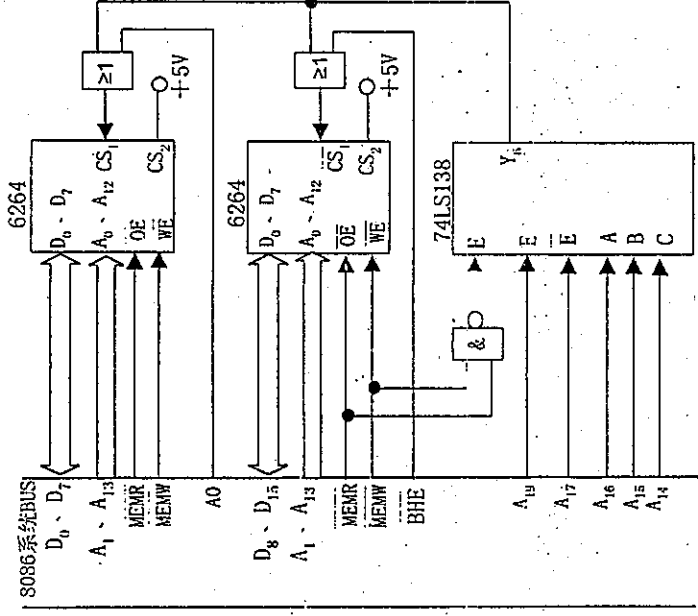 8086系统BUS
D₀、D₇
A₁、A₁₃
MEMR
MEMW
A0
D₈、D₁₅
A₁、A₁₃
MEMR
MEMW
BHE
A₁₉
A₁₇
A₁₆
A₁₅
A₁₄
6264
D₀、D₇
A₀、A₁₂
OE
WE
CS₁
CS₂
≥1
+5V
6264
D₀、D₇
A₀、A₁₂
OE
WE
CS₁
CS₂
≥1
+5V
&
74LS138
E
E
E
A
B
C